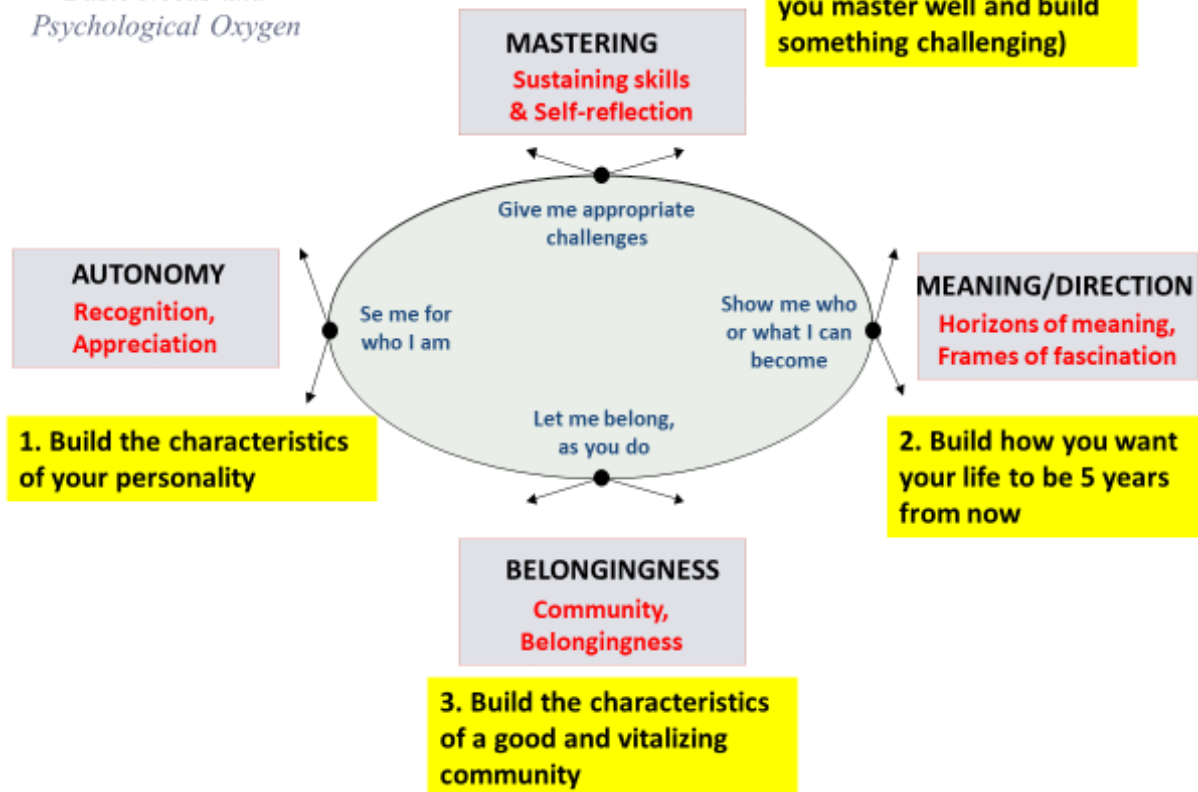 Psychological Oxygen
you master well and build
something challenging)
MASTERING
Sustaining skills
& Self-reflection
Give me appropriate
challenges
AUTONOMY
Recognition,
Appreciation
Se me for
who I am
Show me who
or what I can
become
MEANING/DIRECTION
Horizons of meaning,
Frames of fascination
1. Build the characteristics
of your personality
Let me belong,
as you do
2. Build how you want
your life to be 5 years
from now
BELONGINGNESS
Community,
Belongingness
3. Build the characteristics
of a good and vitalizing
community